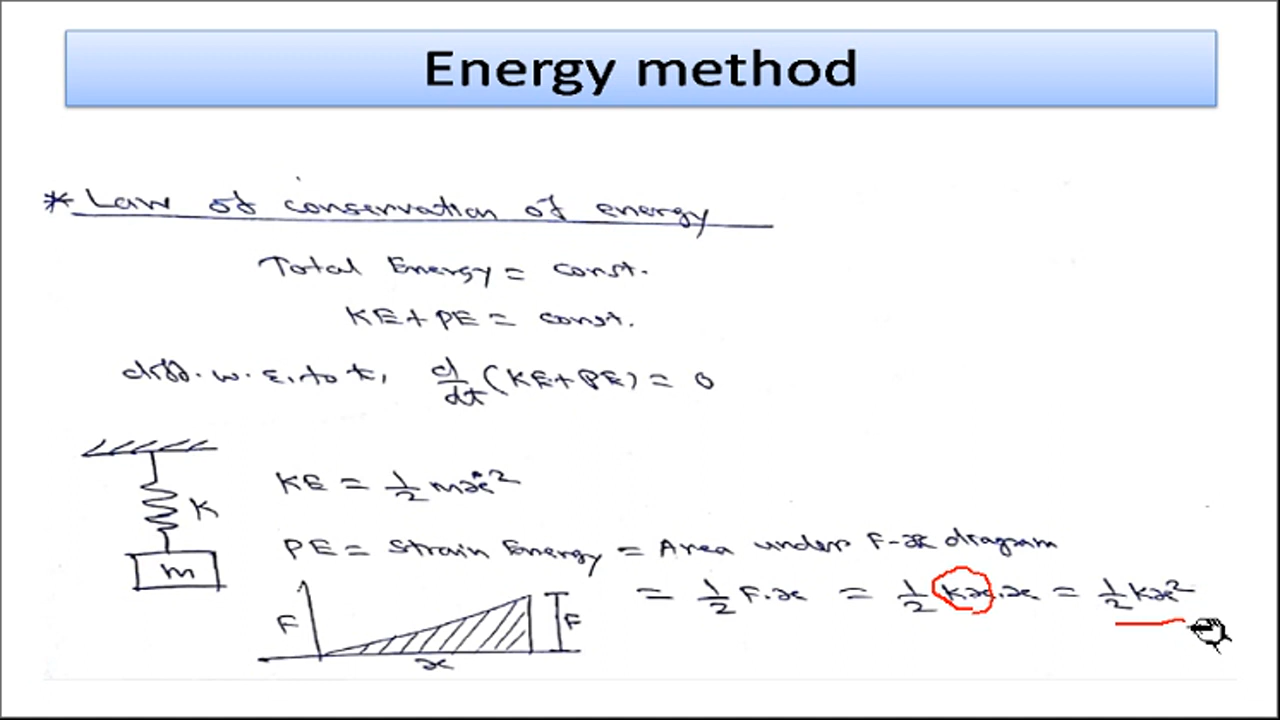 Energy method
* Law of conservation of energy
Total Energy = const.
KE + PE = const.
diff. w. r. to t, d/dt (KE + PE) = 0
K
m
KE = 1/2 mẋ²
PE = Strain Energy = Area under F-x diagram
= 1/2 F.x = 1/2 K.x.x = 1/2 Kx²
F
F
x